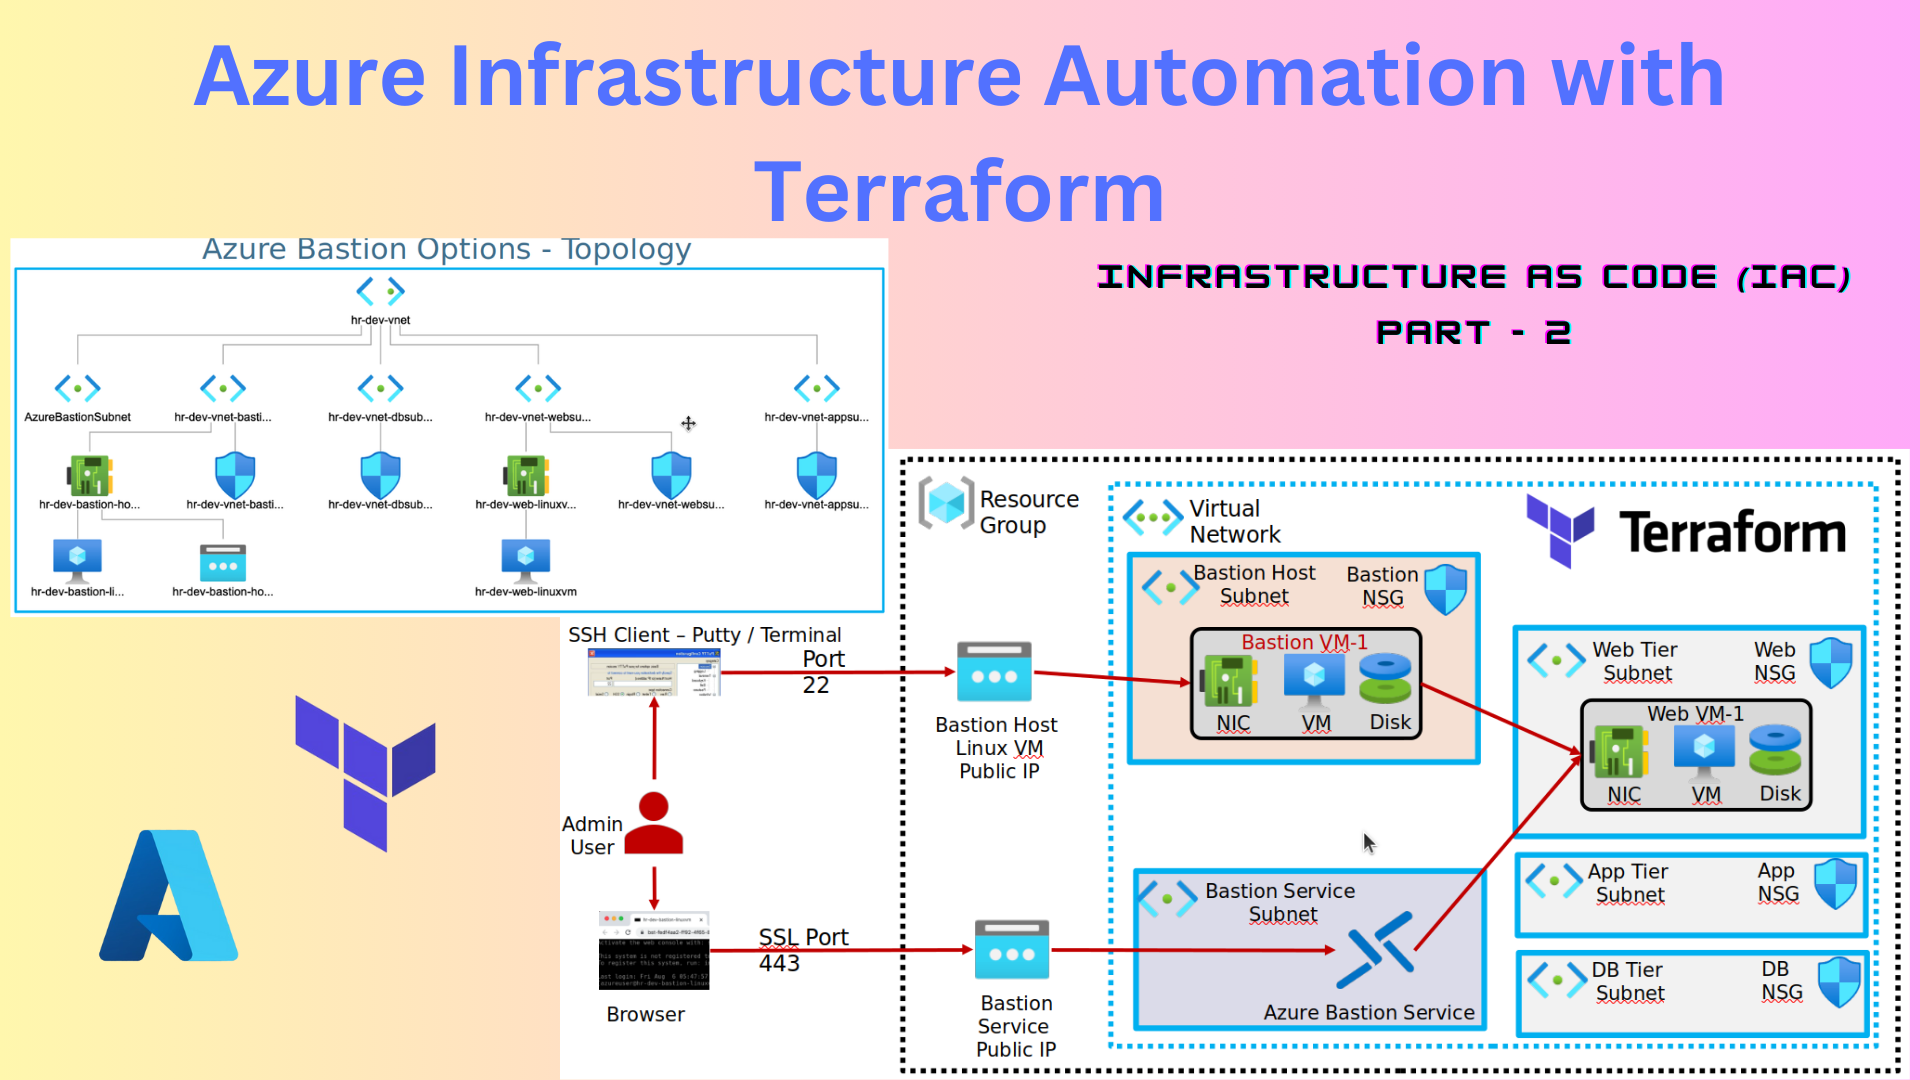 Azure Infrastructure Automation with
Terraform
INFRASTRUCTURE AS CODE (IAC)
PART - 2
Azure Bastion Options - Topology
hr-dev-vnet
AzureBastionSubnet
hr-dev-vnet-basti...
hr-dev-vnet-dbsub...
hr-dev-vnet-websu...
hr-dev-vnet-appsu...
hr-dev-bastion-ho...
hr-dev-vnet-basti...
hr-dev-vnet-dbsub...
hr-dev-web-linuxv...
hr-dev-vnet-websu...
hr-dev-vnet-appsu...
hr-dev-bastion-li...
hr-dev-bastion-ho...
hr-dev-web-linuxvm
SSH Client – Putty / Terminal
Port
22
Admin
User
SSL Port
443
Browser
Resource
Group
Bastion Host
Linux VM
Public IP
Bastion
Service
Public IP
Virtual
Network
Terraform
Bastion Host
Subnet
Bastion
NSG
Bastion VM-1
NIC
VM
Disk
Bastion Service
Subnet
Azure Bastion Service
Web Tier
Subnet
Web
NSG
Web VM-1
NIC
VM
Disk
App Tier
Subnet
App
NSG
DB Tier
Subnet
DB
NSG